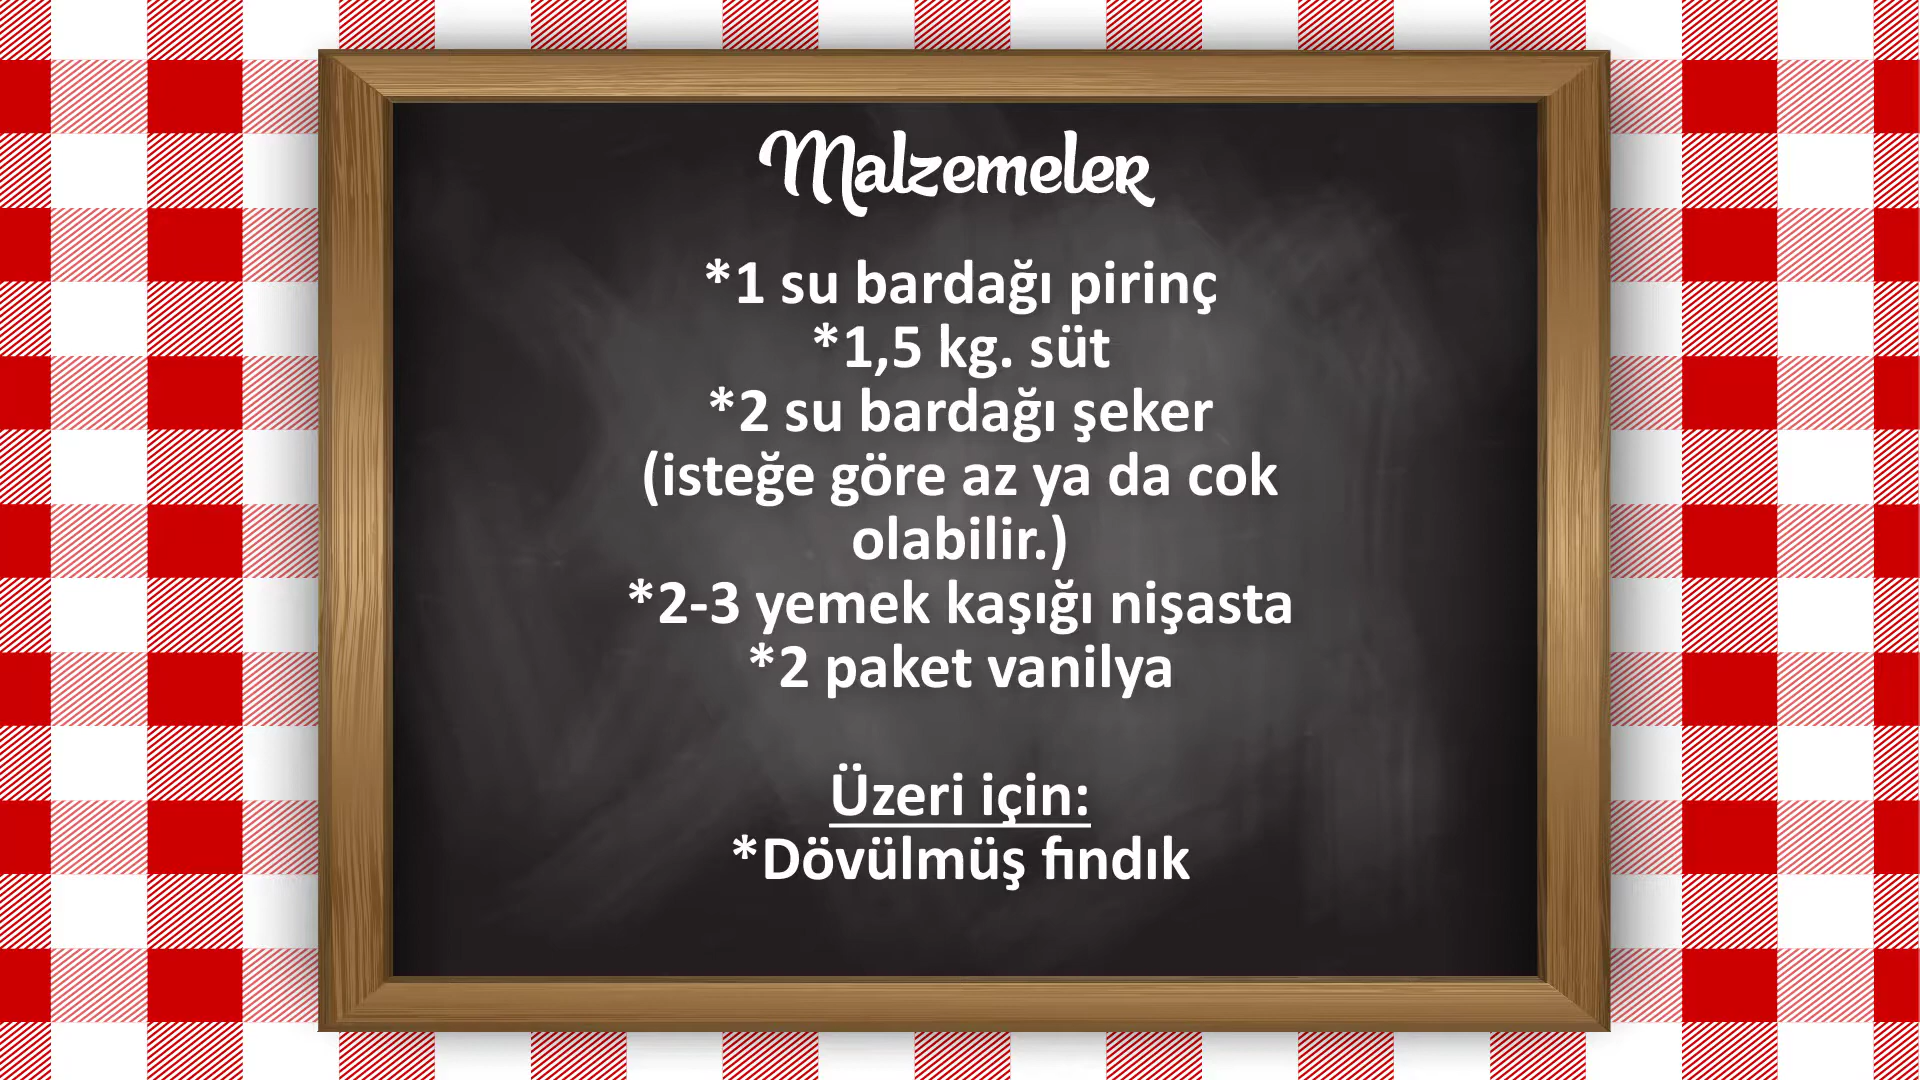 Malzemeler
*1 su bardağı pirinç
*1,5 kg. süt
*2 su bardağı şeker
(isteğe göre az ya da cok
olabilir.)
*2-3 yemek kaşığı nişasta
*2 paket vanilya
Üzeri için:
*Dövülmüş fındık